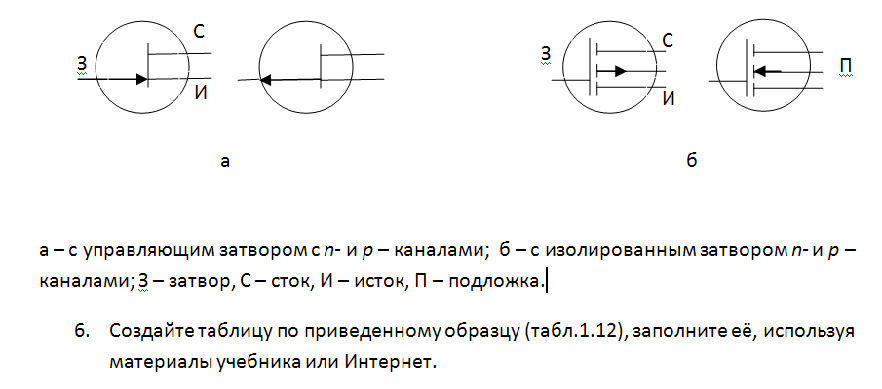 С
З
И
С
З
И
П
а
б
а – с управляющим затвором с n- и р – каналами; б – с изолированным затвором n- и р –
каналами; З – затвор, С – сток, И – исток, П – подложка.
6. Создайте таблицу по приведенному образцу (табл.1.12), заполните её, используя
материалы учебника или Интернет.